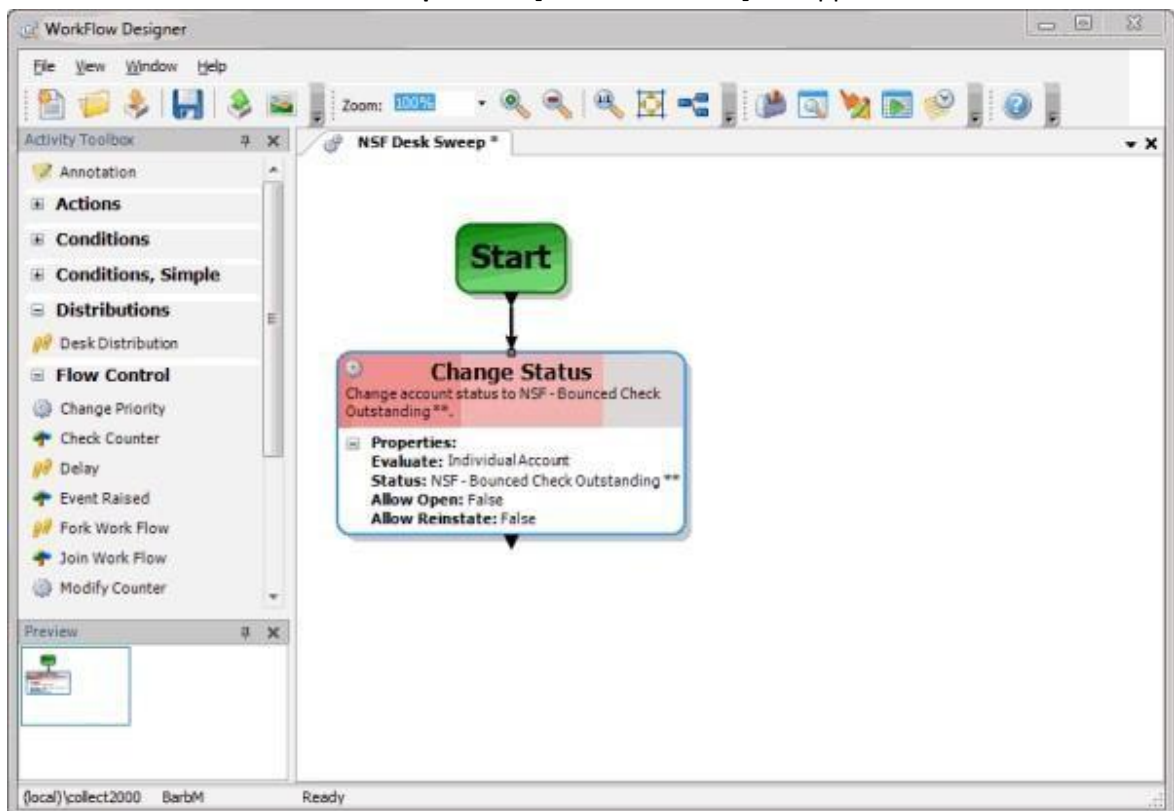 WorkFlow Designer
File View Window Help
Zoom: 100%
Activity Toolbox
NSF Desk Sweep *
Annotation
Actions
Conditions
Conditions, Simple
Distributions
Desk Distribution
Flow Control
Change Priority
Check Counter
Delay
Event Raised
Fork Work Flow
Join Work Flow
Modify Counter
Start
Change Status
Change account status to NSF - Bounced Check
Outstanding **.
Properties:
Evaluate: Individual Account
Status: NSF - Bounced Check Outstanding **
Allow Open: False
Allow Reinstate: False
Preview
(local)\collect2000 BarbM Ready